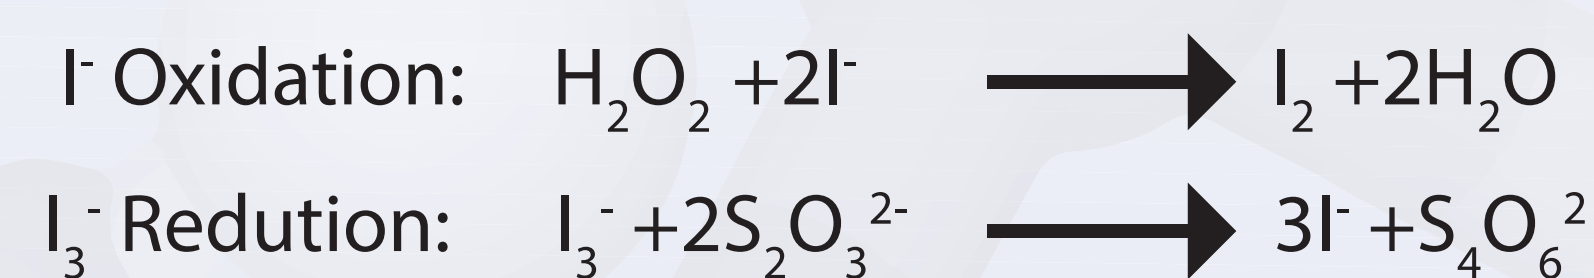 I⁻ Oxidation: H₂O₂ +2I⁻ → I₂ +2H₂O
I₃⁻ Redution: I₃⁻ +2S₂O₃²⁻ → 3I⁻ +S₄O₆²